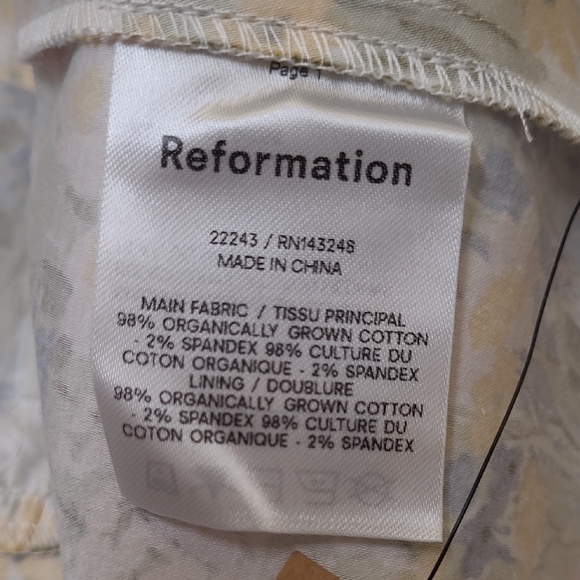 Page 1
Reformation
22243 / RN143248
MADE IN CHINA
MAIN FABRIC / TISSU PRINCIPAL
98% ORGANICALLY GROWN COTTON
- 2% SPANDEX 98% CULTURE DU
COTON ORGANIQUE - 2% SPANDEX
LINING / DOUBLURE
98% ORGANICALLY GROWN COTTON
- 2% SPANDEX 98% CULTURE DU
COTON ORGANIQUE - 2% SPANDEX